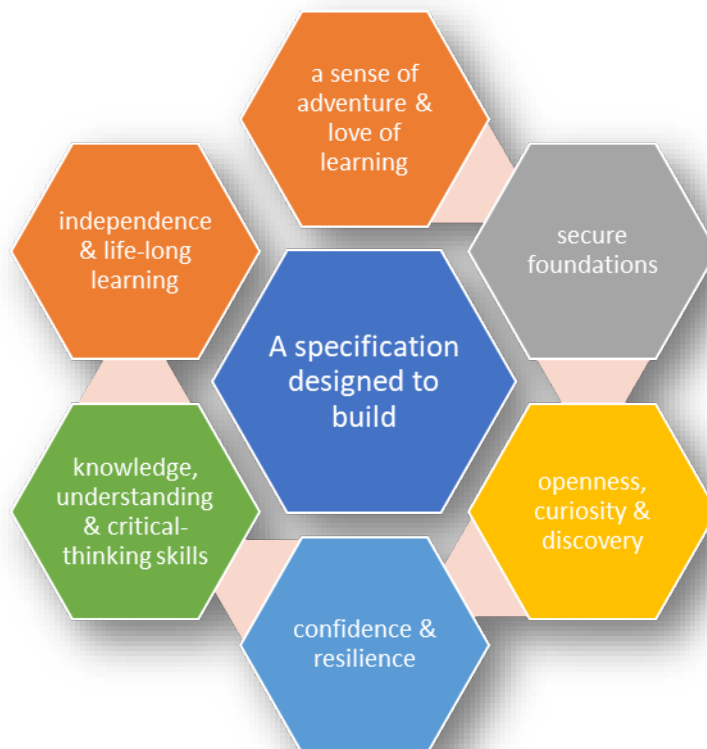 a sense of
adventure &
love of
learning
secure
foundations
openness,
curiosity &
discovery
confidence &
resilience
knowledge,
understanding
& critical-
thinking skills
independence
& life-long
learning
A specification
designed to
build